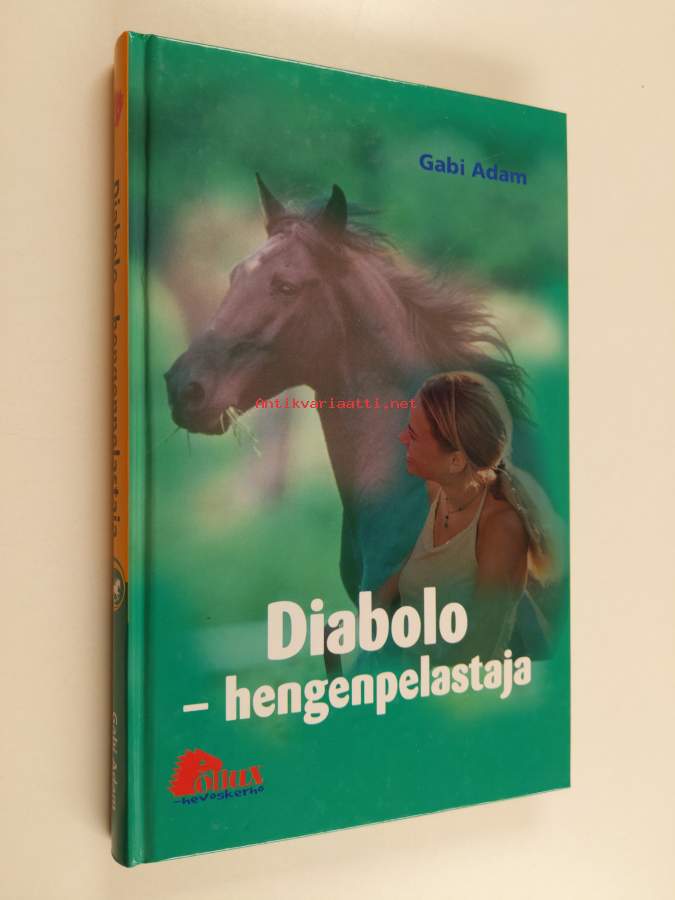 Gabi Adam
Antikvariaatti.net
Diabolo
– hengenpelastaja
Pollux
-hevoskerho
Diabolo – hengenpelastaja
Gabi Adam